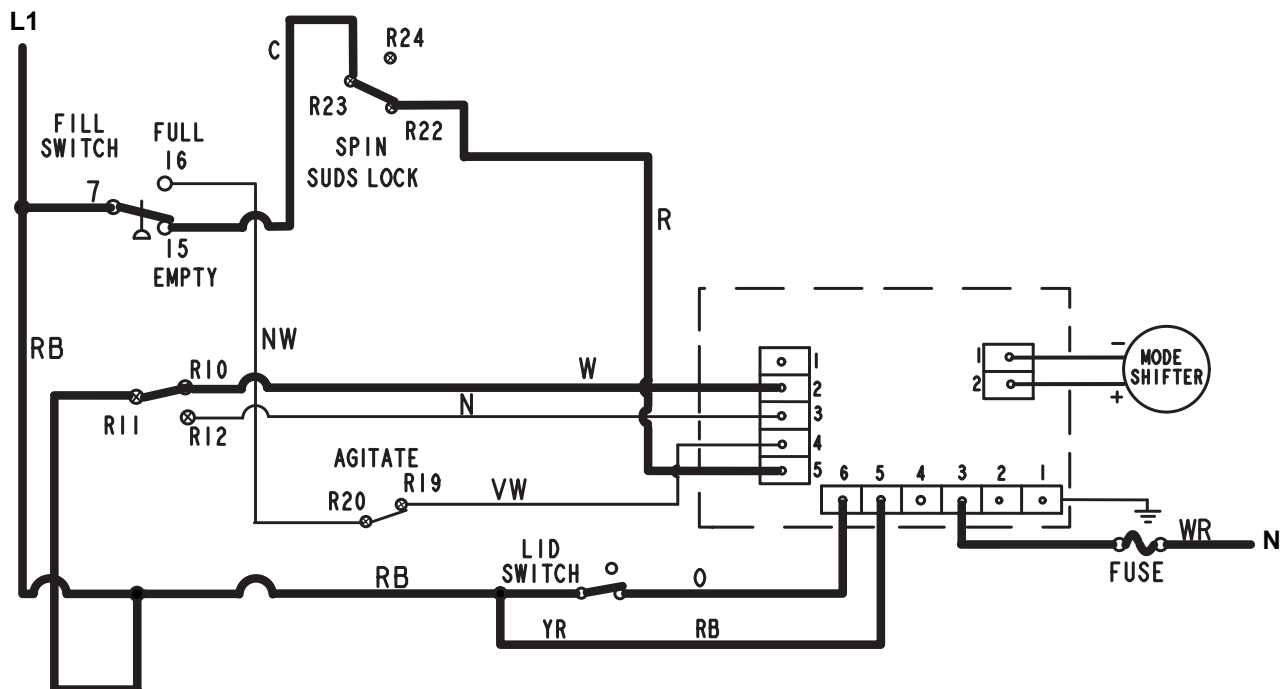 L1
C
R24
R23
R22
SPIN
SUDS LOCK
FILL
SWITCH
FULL
16
7
15
EMPTY
R
RB
NW
R10
W
R11
R12
N
AGITATE
R20
R19
VW
1
2
3
4
5
1
2
−
+
MODE
SHIFTER
6
5
4
3
2
1
WR
N
FUSE
RB
LID
SWITCH
O
YR
RB